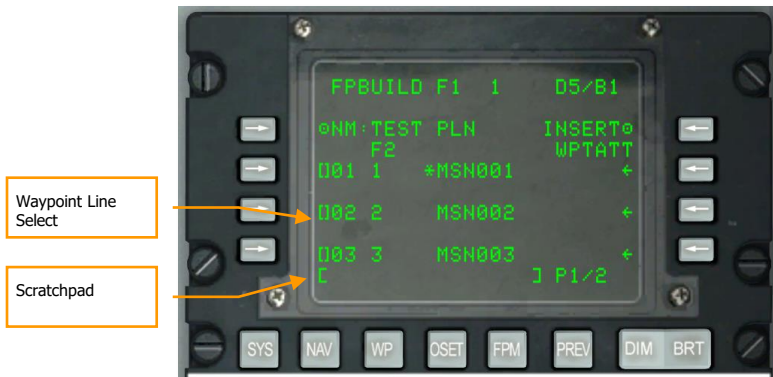 FPBUILD F1 1 D5/B1
⊙NM:TEST PLN INSERT⊙
F2 WPTATT
[]01 1 *MSN001 ←
[]02 2 MSN002 ←
[]03 3 MSN003 ←
[ ] P1/2
Waypoint Line
Select
Scratchpad
→ ←
→ ←
→ ←
→ ←
SYS NAV WP OSET FPM PREV DIM BRT